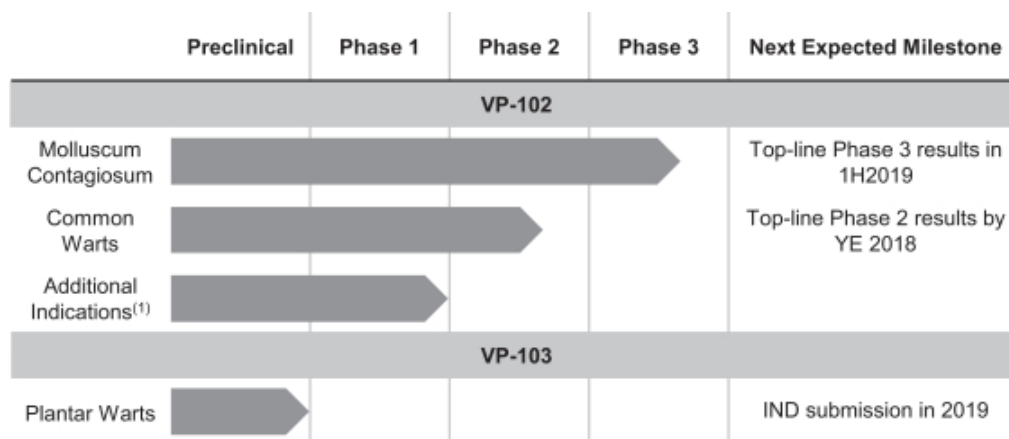 Preclinical Phase 1 Phase 2 Phase 3 Next Expected Milestone
VP-102
Molluscum
Contagiosum
Top-line Phase 3 results in
1H2019
Common
Warts
Top-line Phase 2 results by
YE 2018
Additional
Indications(1)
VP-103
Plantar Warts IND submission in 2019